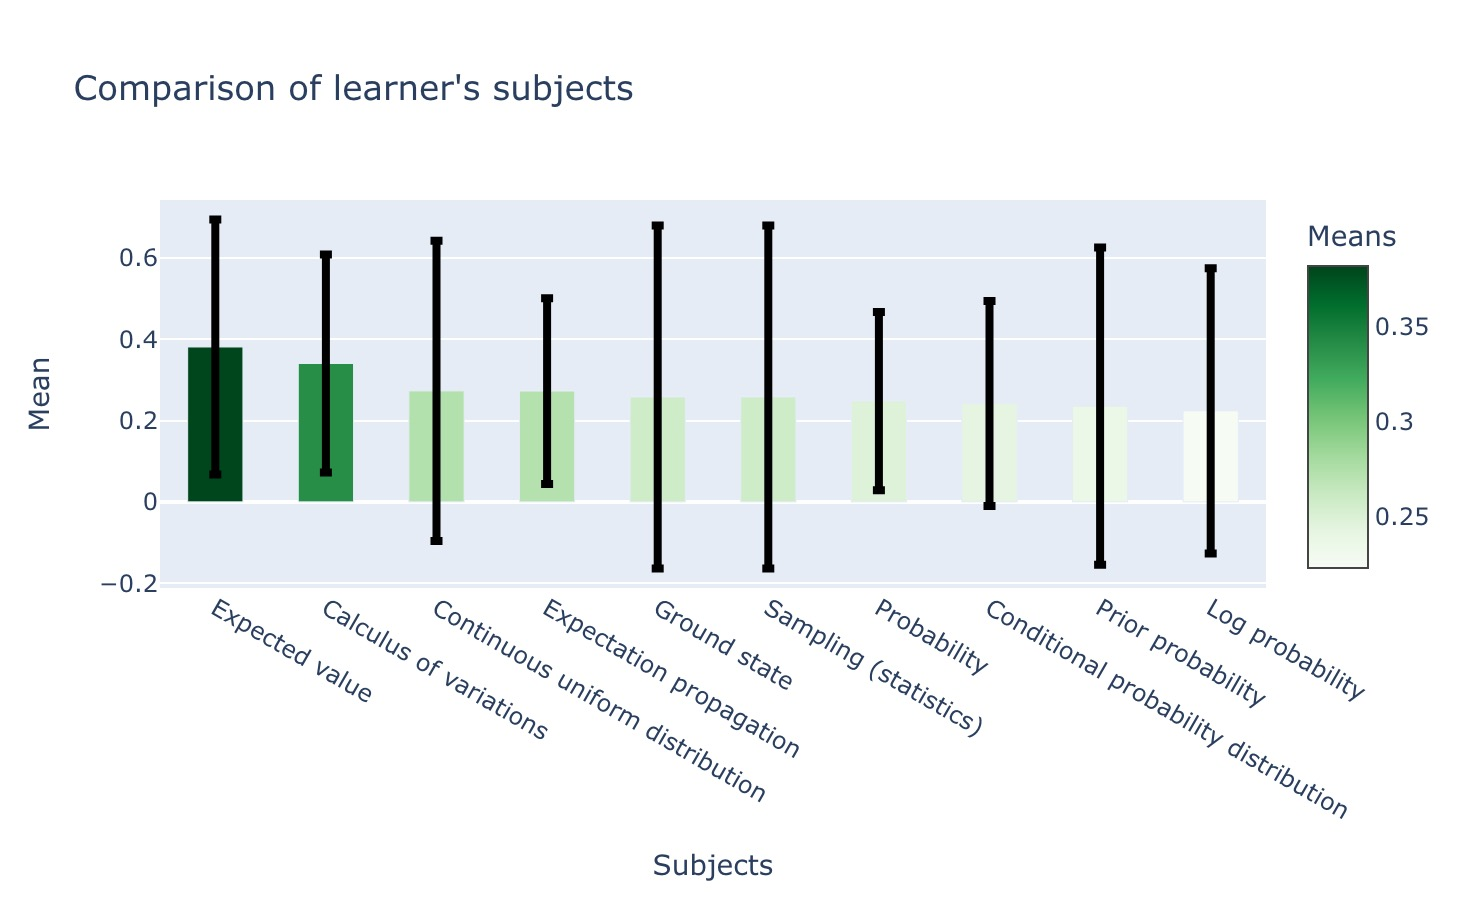 Comparison of learner's subjects
Means
0.6
0.4
0.2
0
−0.2
Mean
0.35
0.3
0.25
Expected value
Calculus of variations
Continuous uniform distribution
Expectation propagation
Ground state
Sampling (statistics)
Probability
Conditional probability distribution
Prior probability
Log probability
Subjects